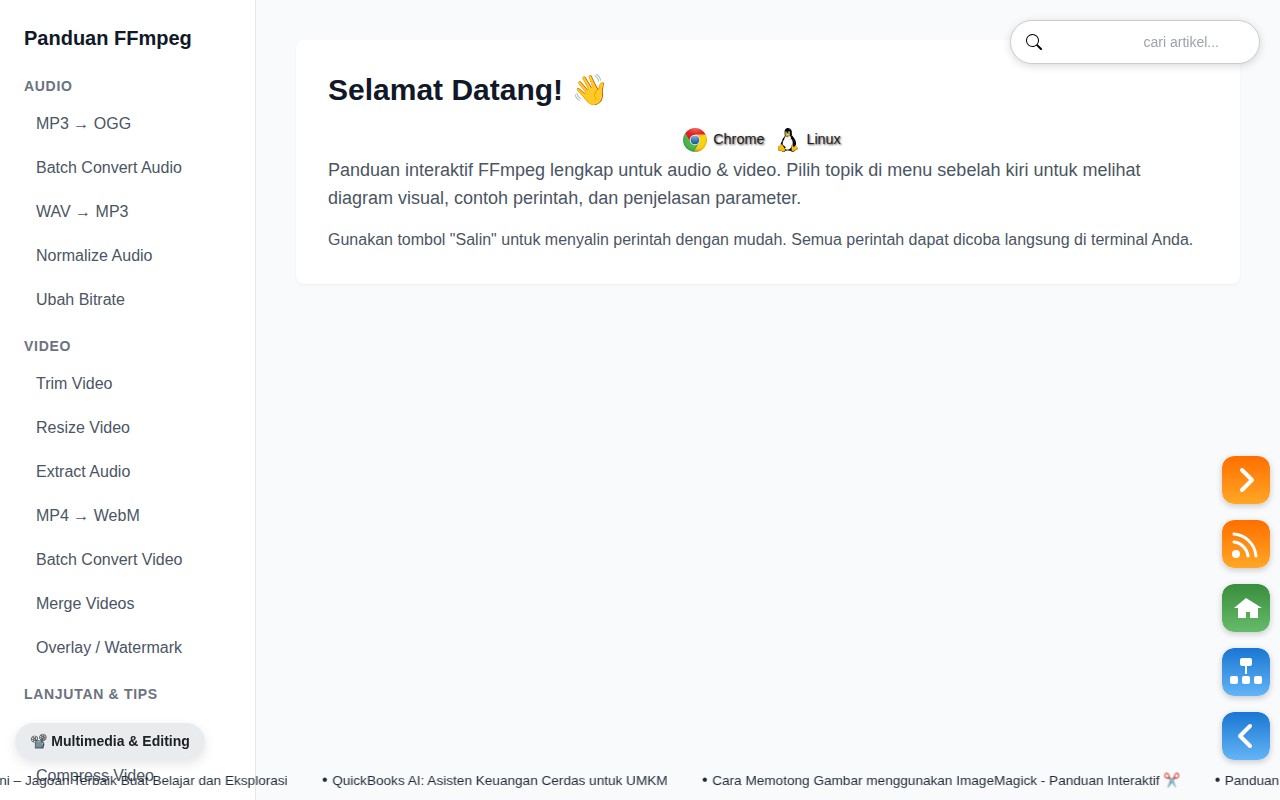 Panduan FFmpeg
AUDIO
MP3 → OGG
Batch Convert Audio
WAV → MP3
Normalize Audio
Ubah Bitrate
VIDEO
Trim Video
Resize Video
Extract Audio
MP4 → WebM
Batch Convert Video
Merge Videos
Overlay / Watermark
LANJUTAN & TIPS
📽 Multimedia & Editing
Compress Video
cari artikel...
Selamat Datang! 👋
Chrome Linux
Panduan interaktif FFmpeg lengkap untuk audio & video. Pilih topik di menu sebelah kiri untuk melihat
diagram visual, contoh perintah, dan penjelasan parameter.
Gunakan tombol "Salin" untuk menyalin perintah dengan mudah. Semua perintah dapat dicoba langsung di terminal Anda.
ni – Jagoan Terbaik Buat Belajar dan Eksplorasi • QuickBooks AI: Asisten Keuangan Cerdas untuk UMKM • Cara Memotong Gambar menggunakan ImageMagick - Panduan Interaktif ✂️ • Panduan